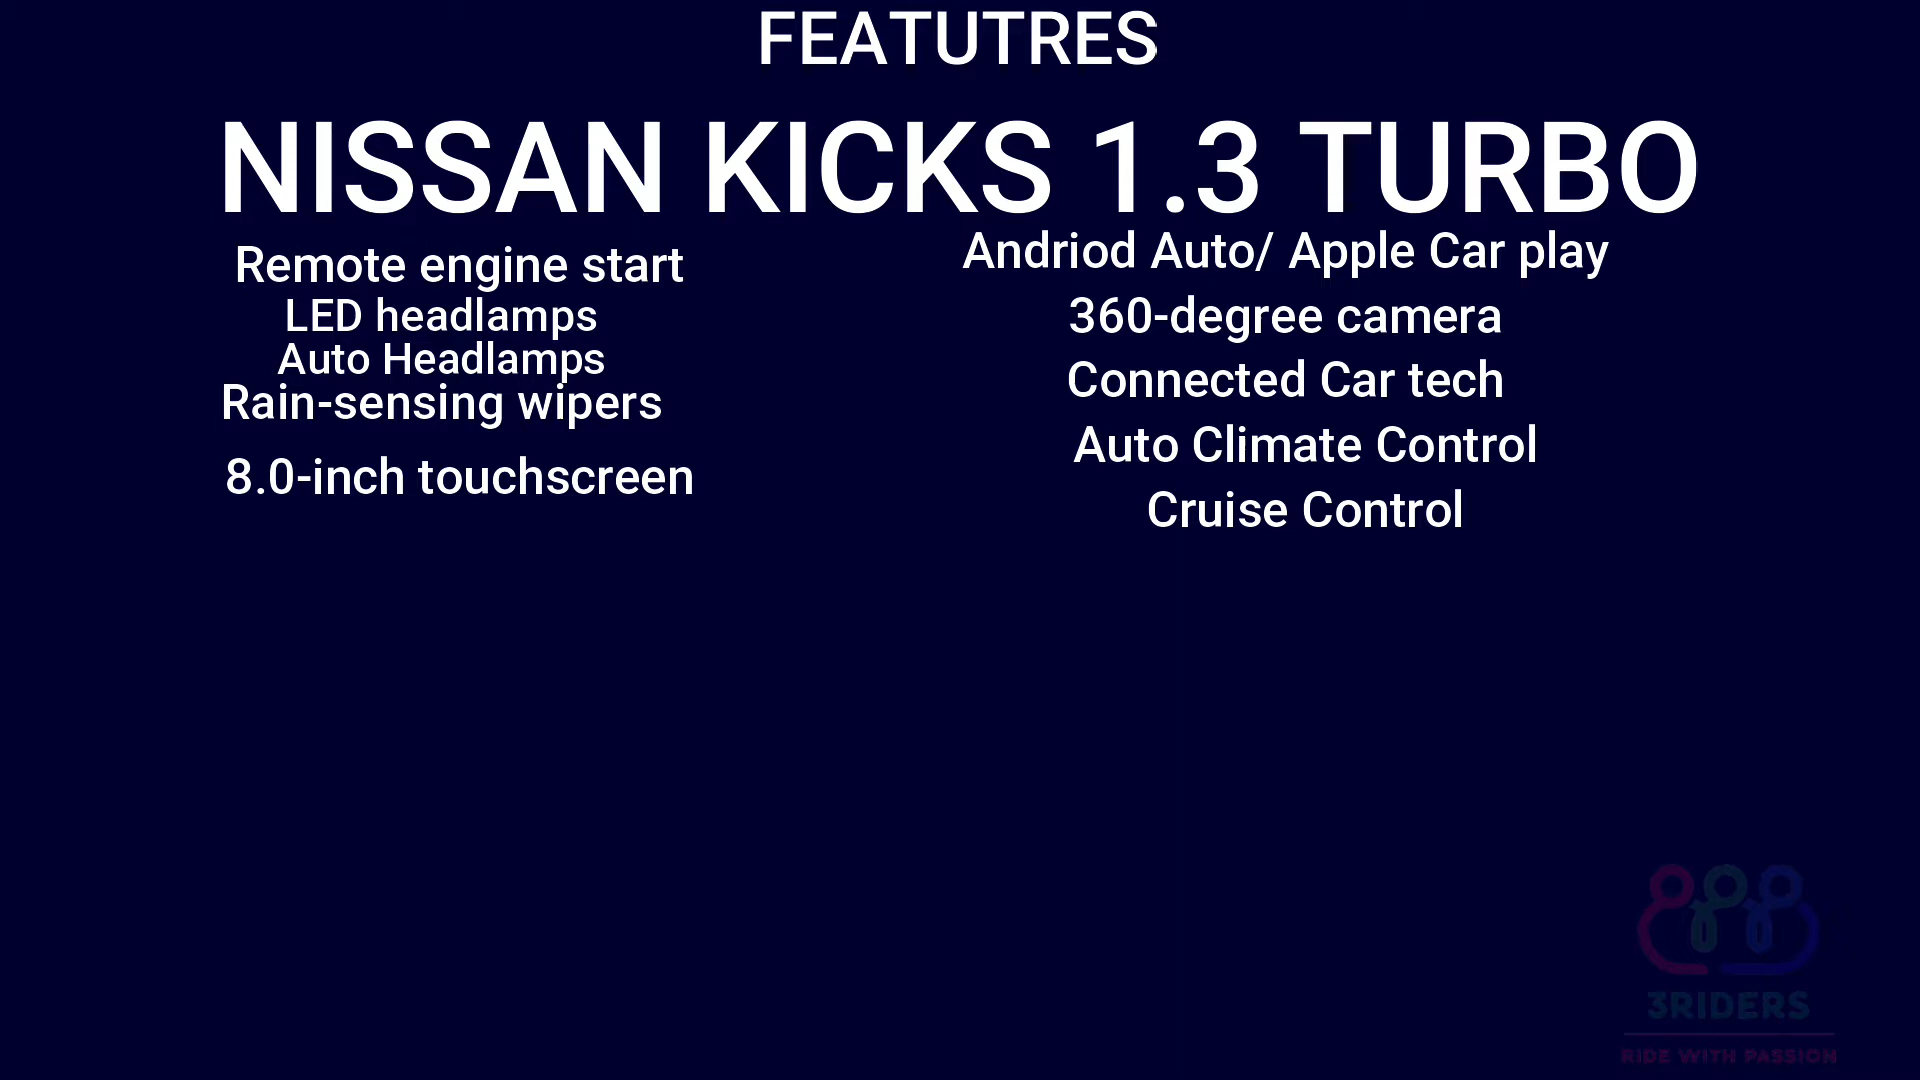 FEATUTRES
NISSAN KICKS 1.3 TURBO
Remote engine start
LED headlamps
Auto Headlamps
Rain-sensing wipers
8.0-inch touchscreen
Andriod Auto/ Apple Car play
360-degree camera
Connected Car tech
Auto Climate Control
Cruise Control
3RIDERS
RIDE WITH PASSION